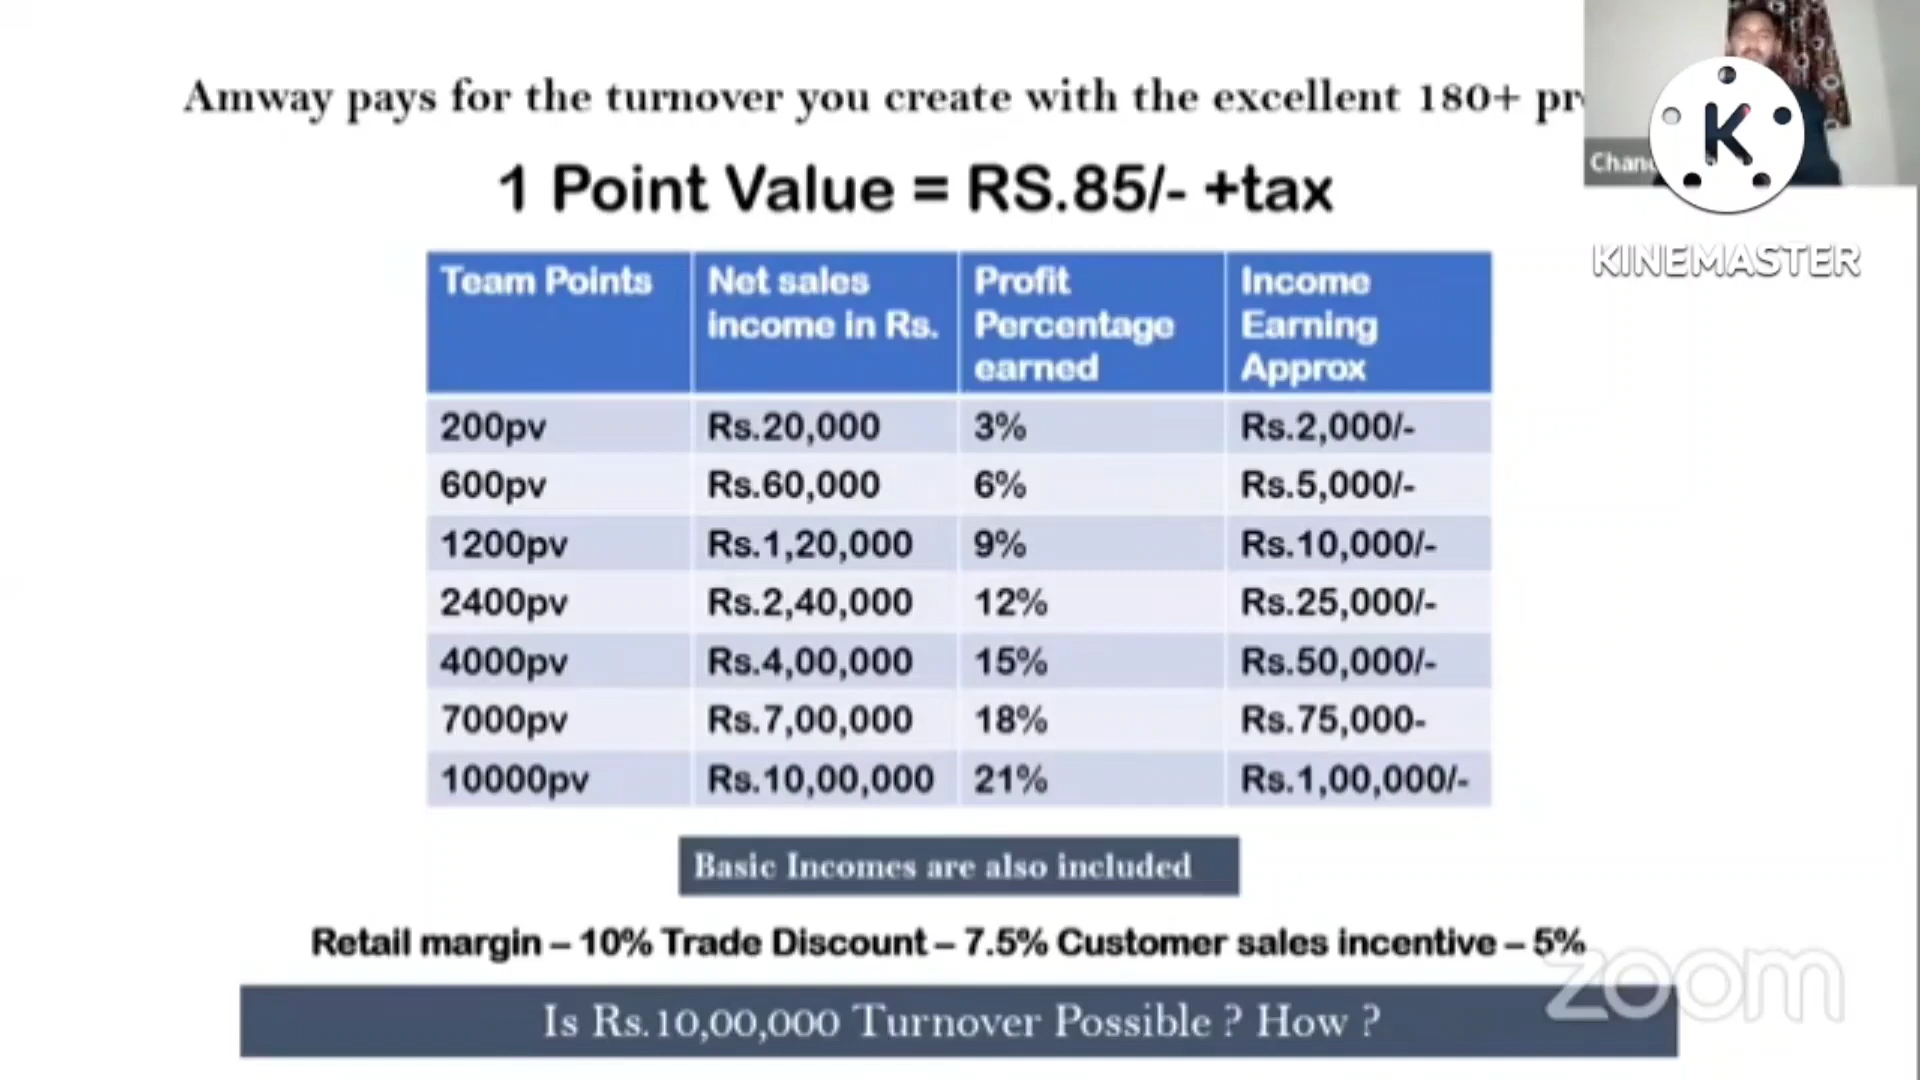 Amway pays for the turnover you create with the excellent 180+
1 Point Value = RS.85/- +tax
Team Points Net sales income in Rs. Profit Percentage earned Income Earning Approx
200pv Rs.20,000 3% Rs.2,000/-
600pv Rs.60,000 6% Rs.5,000/-
1200pv Rs.1,20,000 9% Rs.10,000/-
2400pv Rs.2,40,000 12% Rs.25,000/-
4000pv Rs.4,00,000 15% Rs.50,000/-
7000pv Rs.7,00,000 18% Rs.75,000-
10000pv Rs.10,00,000 21% Rs.1,00,000/-
Basic Incomes are also included
Retail margin – 10% Trade Discount – 7.5% Customer sales incentive – 5%
Is Rs.10,00,000 Turnover Possible ? How ?
K
KINEMASTER
zoom